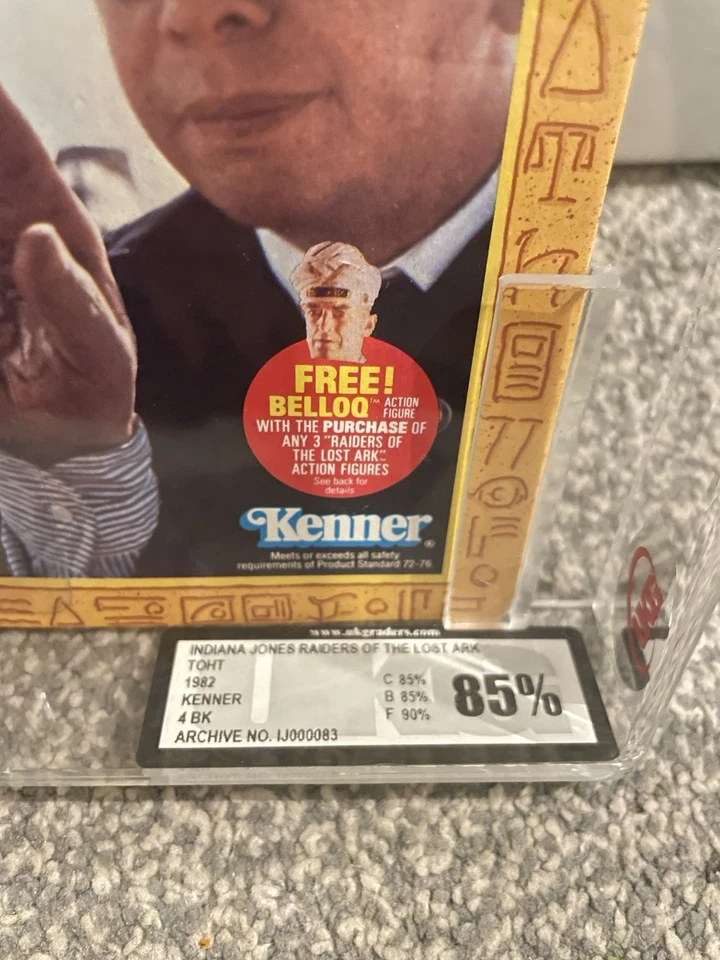 FREE!
BELLOQ™ ACTION FIGURE
WITH THE PURCHASE OF
ANY 3 "RAIDERS OF
THE LOST ARK"™
ACTION FIGURES
See back for
details
Kenner®
Meets or exceeds all safety
requirements of Product Standard 72-76
www.ukgraders.com
INDIANA JONES RAIDERS OF THE LOST ARK
TOHT
1982
KENNER
4 BK
ARCHIVE NO. IJ000083
C 85%
B 85%
F 90%
85%
UKG